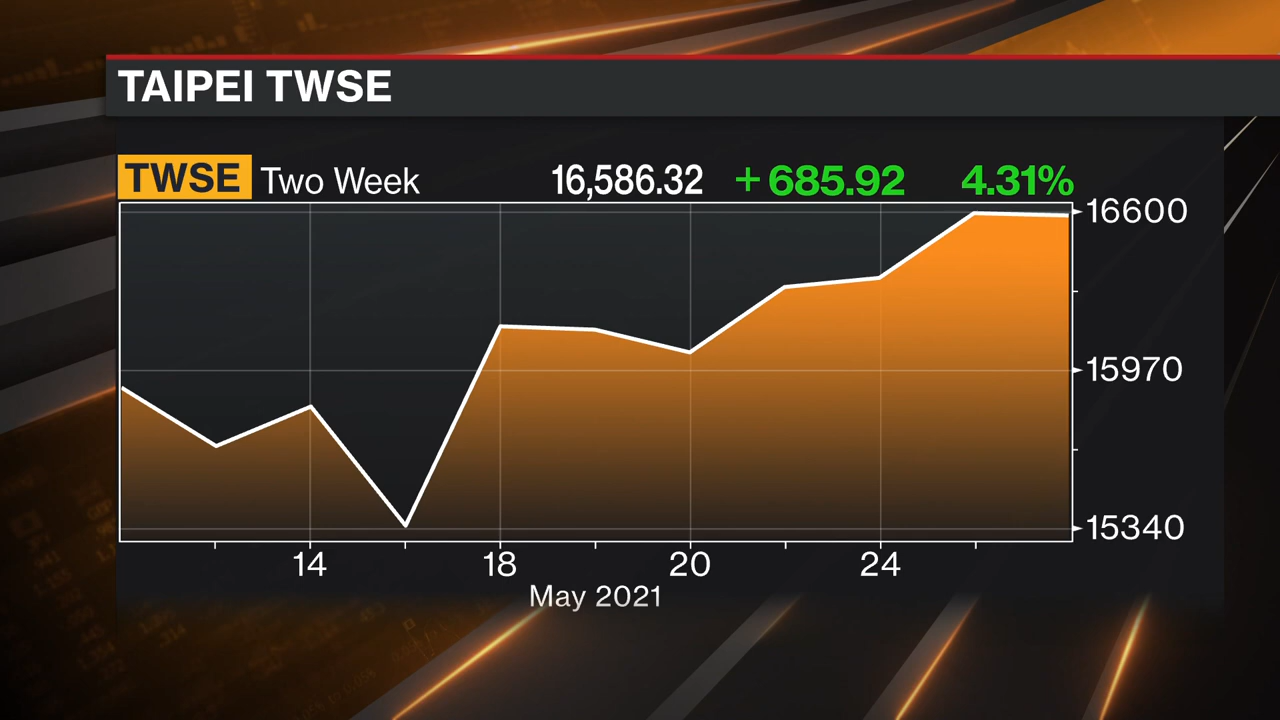 TAIPEI TWSE
TWSE Two Week 16,586.32 +685.92 4.31%
16600
15970
15340
14 18 20 24
May 2021